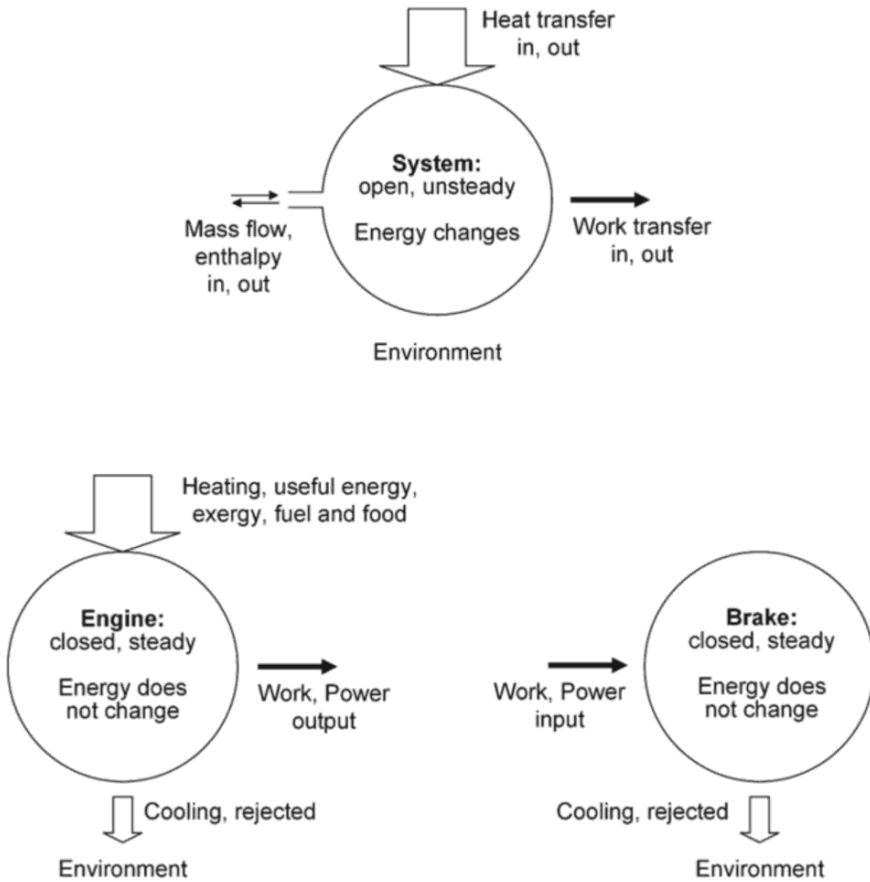 Heat transfer
in, out
System:
open, unsteady
Energy changes
Mass flow,
enthalpy
in, out
Work transfer
in, out
Environment
Heating, useful energy,
exergy, fuel and food
Engine:
closed, steady
Energy does
not change
Work, Power
output
Cooling, rejected
Environment
Brake:
closed, steady
Energy does
not change
Work, Power
input
Cooling, rejected
Environment